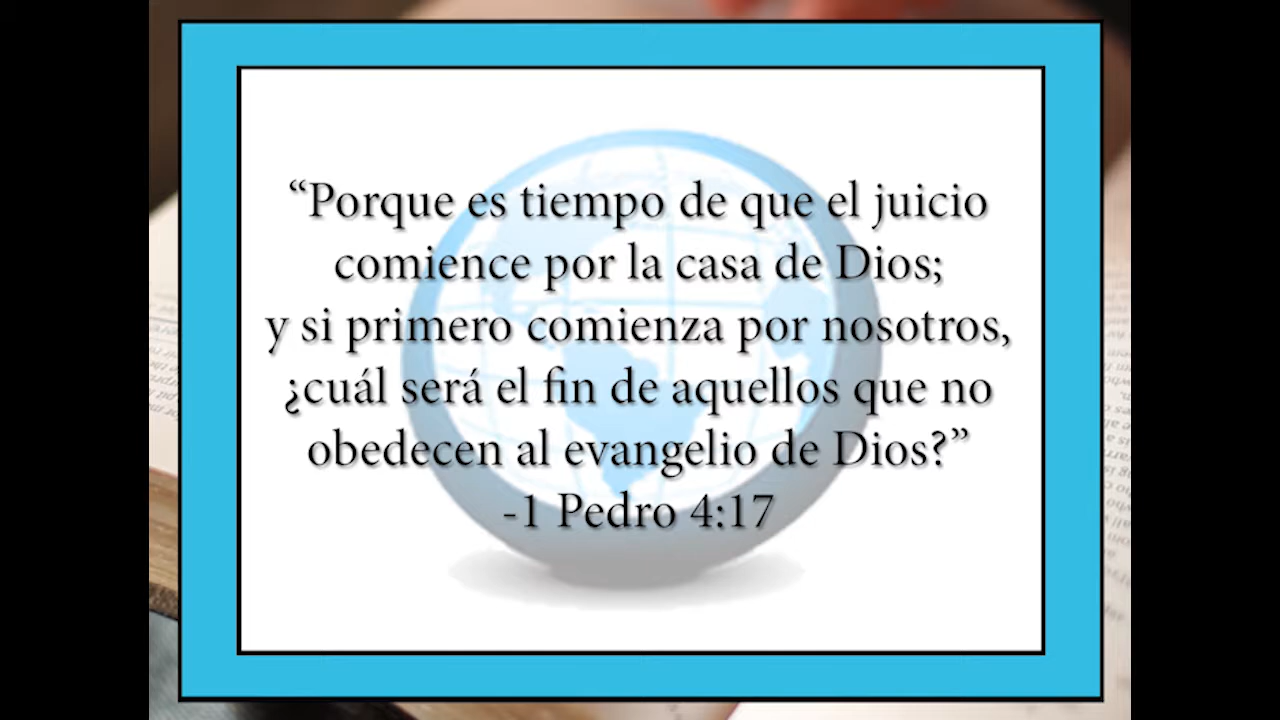 “Porque es tiempo de que el juicio
comience por la casa de Dios;
y si primero comienza por nosotros,
¿cuál será el fin de aquellos que no
obedecen al evangelio de Dios?”
-1 Pedro 4:17